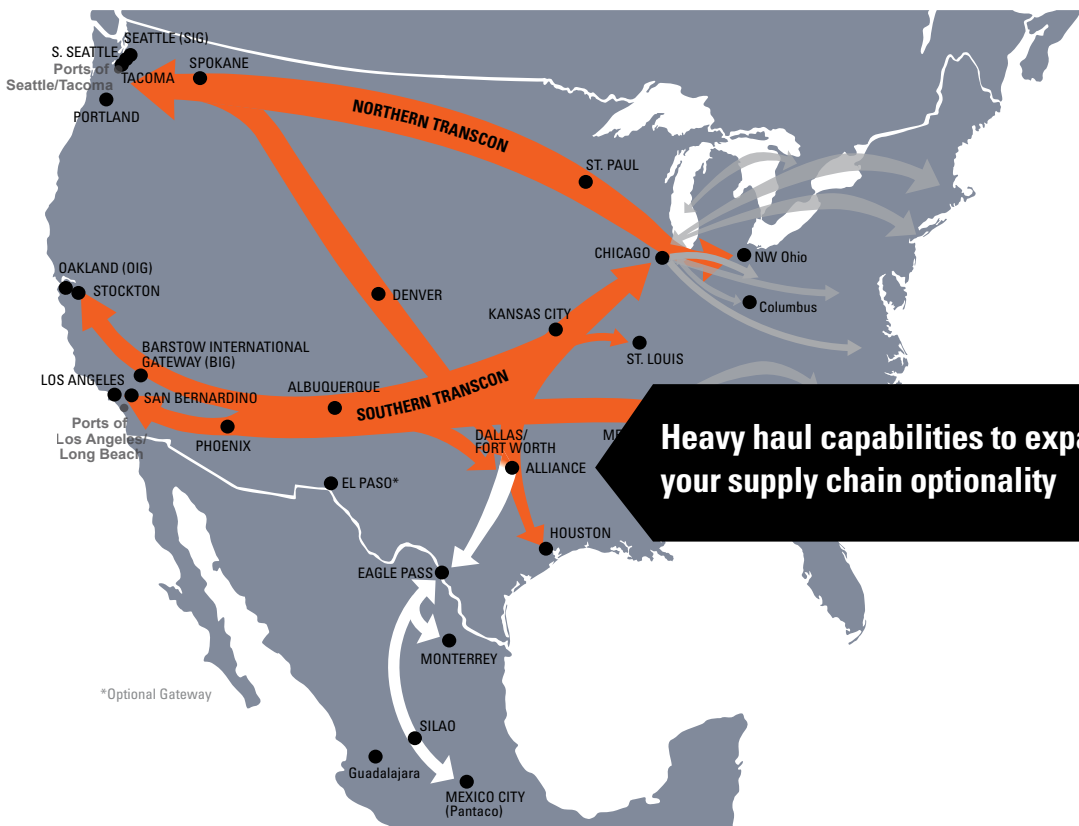 SEATTLE (SIG)
S. SEATTLE
Ports of
Seattle/Tacoma
TACOMA
SPOKANE
PORTLAND
NORTHERN TRANSCON
ST. PAUL
CHICAGO
NW Ohio
Columbus
OAKLAND (OIG)
STOCKTON
DENVER
KANSAS CITY
ST. LOUIS
BARSTOW INTERNATIONAL
GATEWAY (BIG)
LOS ANGELES
SAN BERNARDINO
ALBUQUERQUE
SOUTHERN TRANSCON
Ports of
Los Angeles/
Long Beach
PHOENIX
DALLAS/
FORT WORTH
ALLIANCE
Heavy haul capabilities to
your supply chain optionality
EL PASO*
HOUSTON
EAGLE PASS
MONTERREY
*Optional Gateway
SILAO
Guadalajara
MEXICO CITY
(Pantaco)